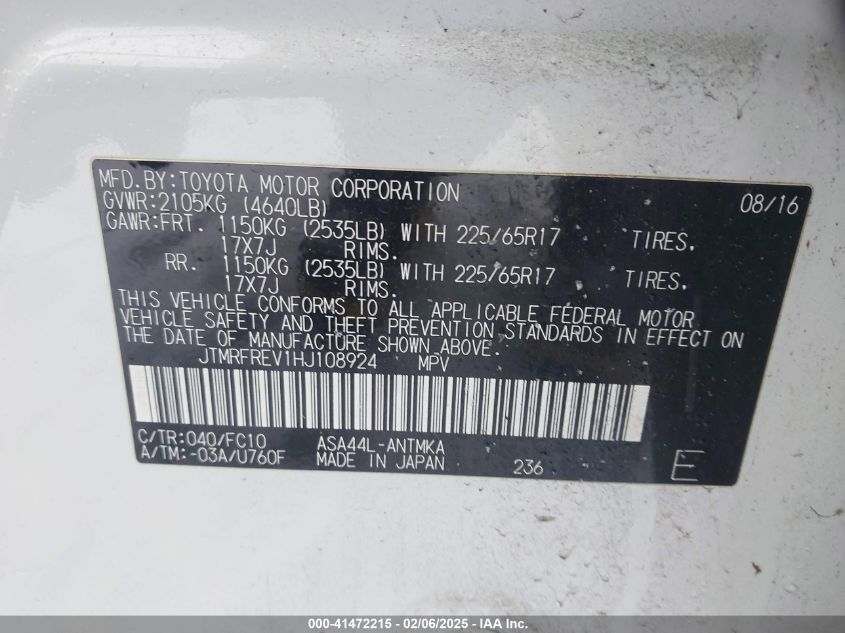 MFD.BY:TOYOTA MOTOR CORPORATION 08/16
GVWR:2105KG (4640LB)
GAWR:FRT. 1150KG (2535LB) WITH 225/65R17 TIRES,
17X7J RIMS.
RR. 1150KG (2535LB) WITH 225/65R17 TIRES,
17X7J RIMS.
THIS VEHICLE CONFORMS TO ALL APPLICABLE FEDERAL MOTOR
VEHICLE SAFETY AND THEFT PREVENTION STANDARDS IN EFFECT ON
THE DATE OF MANUFACTURE SHOWN ABOVE.
JTMRFREV1HJ108924 MPV
C/TR:040/FC10 ASA44L-ANTMKA
A/TM:-03A/U760F MADE IN JAPAN 236 E
000-41472215 - 02/06/2025 - IAA Inc.